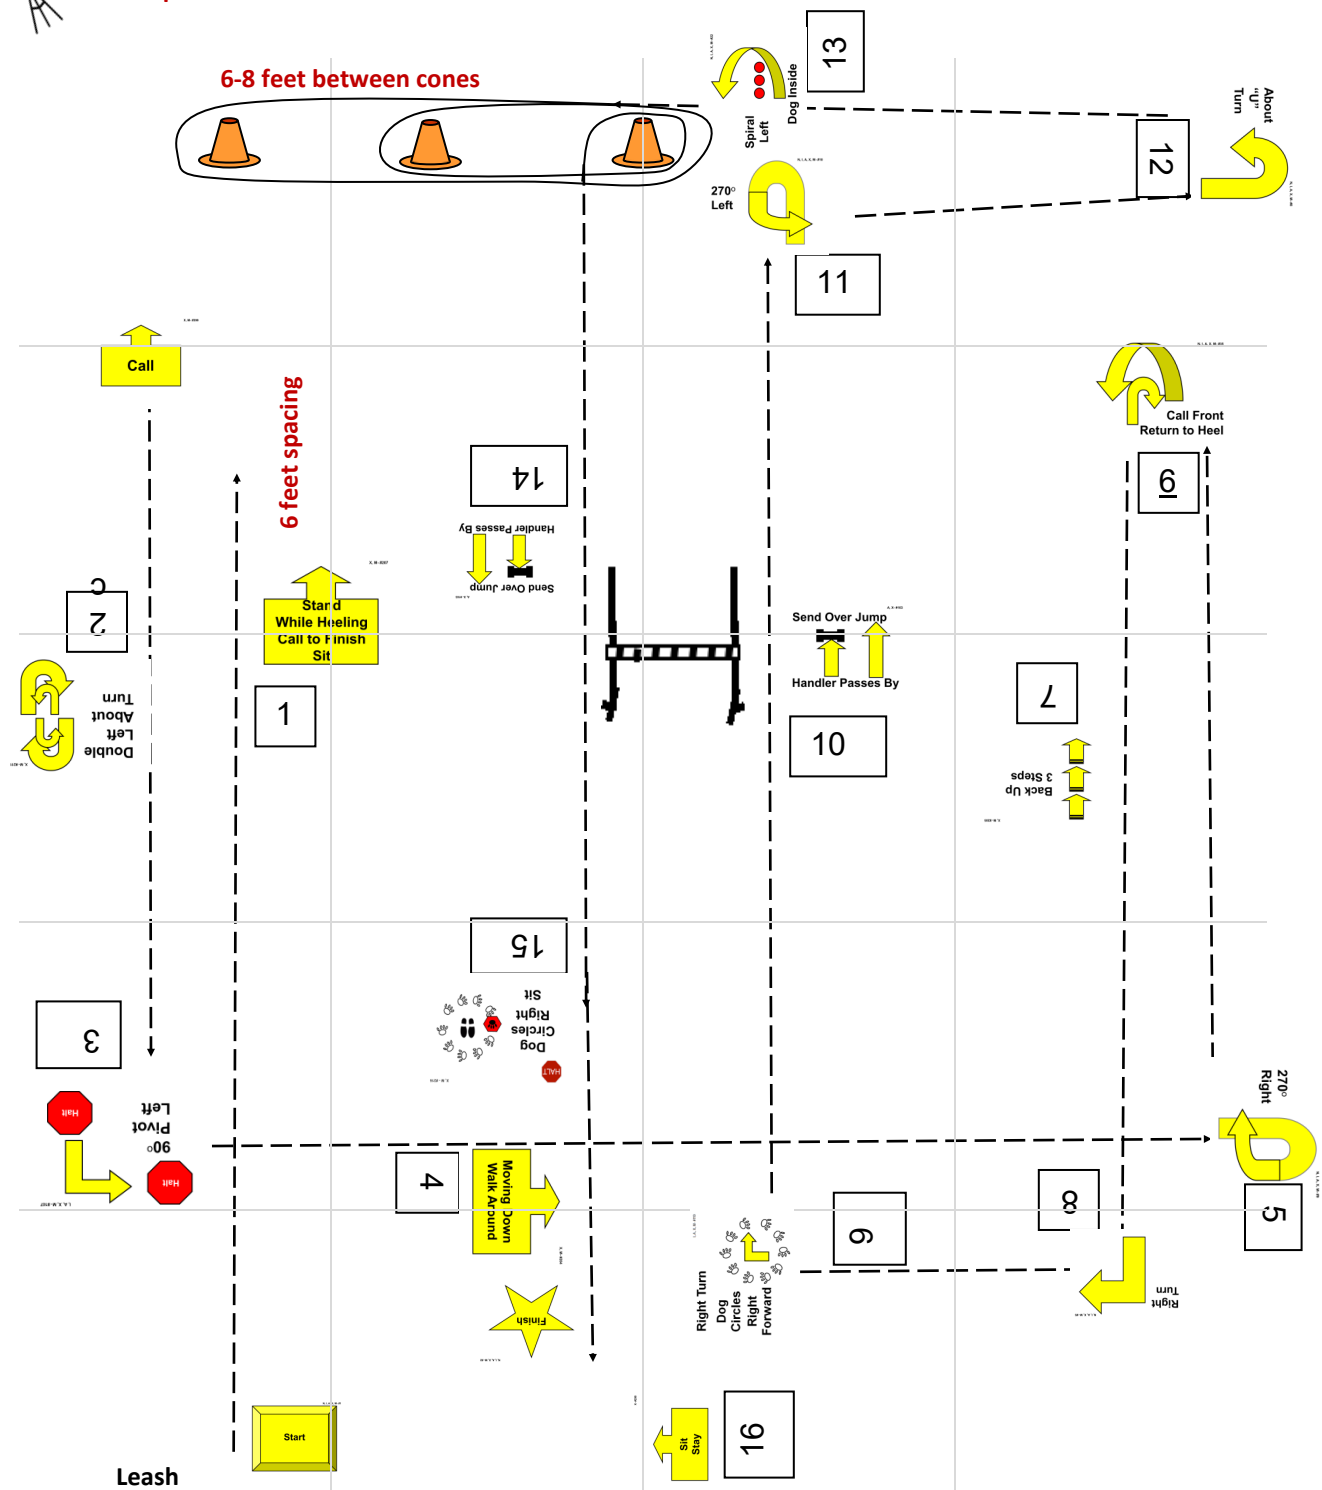 6-8 feet between cones
13
Spiral
Left
Dog Inside
About
"U"
Turn
12
270°
Left
11
Call
6 feet spacing
Call Front
Return to Heel
9
14
Handler Passes By
Send Over Jump
Stand
While Heeling
Call to Finish
Sit
C
2
Double
Left
About
Turn
1
Send Over Jump
Handler Passes By
10
7
Back Up
3 Steps
15
Dog
Circles
Right
Sit
HALT
3
Halt
90°
Pivot
Left
Halt
4
Moving Down
Walk Around
270°
Right
5
8
Right
Turn
6
Right Turn
Dog
Circles
Right
Forward
Finish
Start
Sit
Stay
16
Leash